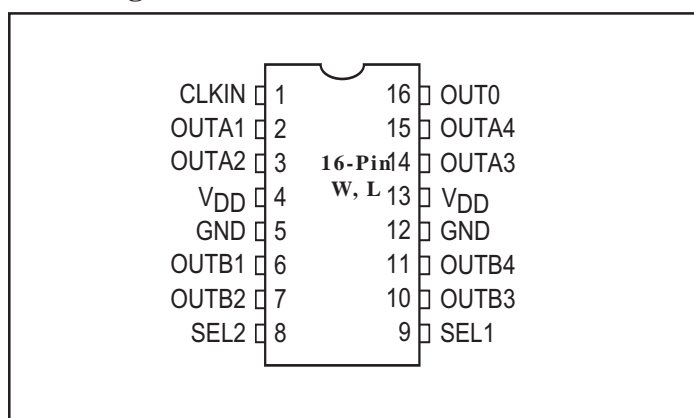 CLKIN 1 16 OUT0
OUTA1 2 15 OUTA4
OUTA2 3 16-Pin 14 OUTA3
VDD 4 W, L 13 VDD
GND 5 12 GND
OUTB1 6 11 OUTB4
OUTB2 7 10 OUTB3
SEL2 8 9 SEL1